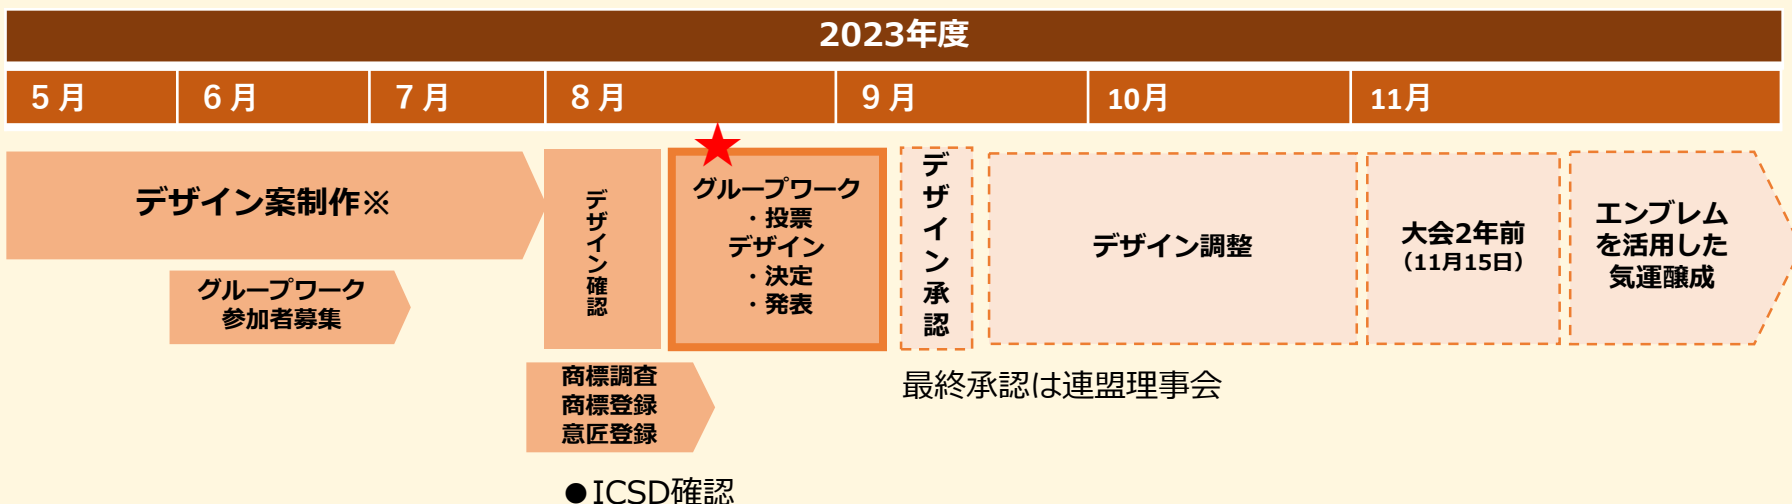 2023年度
５月
６月
７月
８月
９月
10月
11月
デザイン案制作※
グループワーク
参加者募集
デザイン確認
商標調査
商標登録
意匠登録
●ICSD確認
グループワーク
・投票
デザイン
・決定
・発表
デザイン承認
最終承認は連盟理事会
デザイン調整
大会2年前
（11月15日）
エンブレム
を活用した
気運醸成